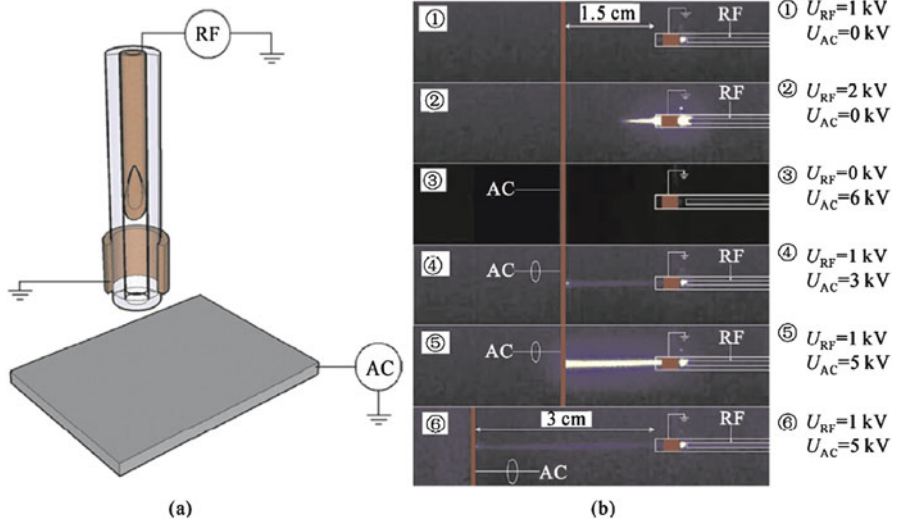 RF
AC
(a)
① 1.5 cm RF
② RF
③ AC
④ AC RF
⑤ AC RF
⑥ 3 cm RF
AC
(b)
① U_RF=1 kV
U_AC=0 kV
② U_RF=2 kV
U_AC=0 kV
③ U_RF=0 kV
U_AC=6 kV
④ U_RF=1 kV
U_AC=3 kV
⑤ U_RF=1 kV
U_AC=5 kV
⑥ U_RF=1 kV
U_AC=5 kV